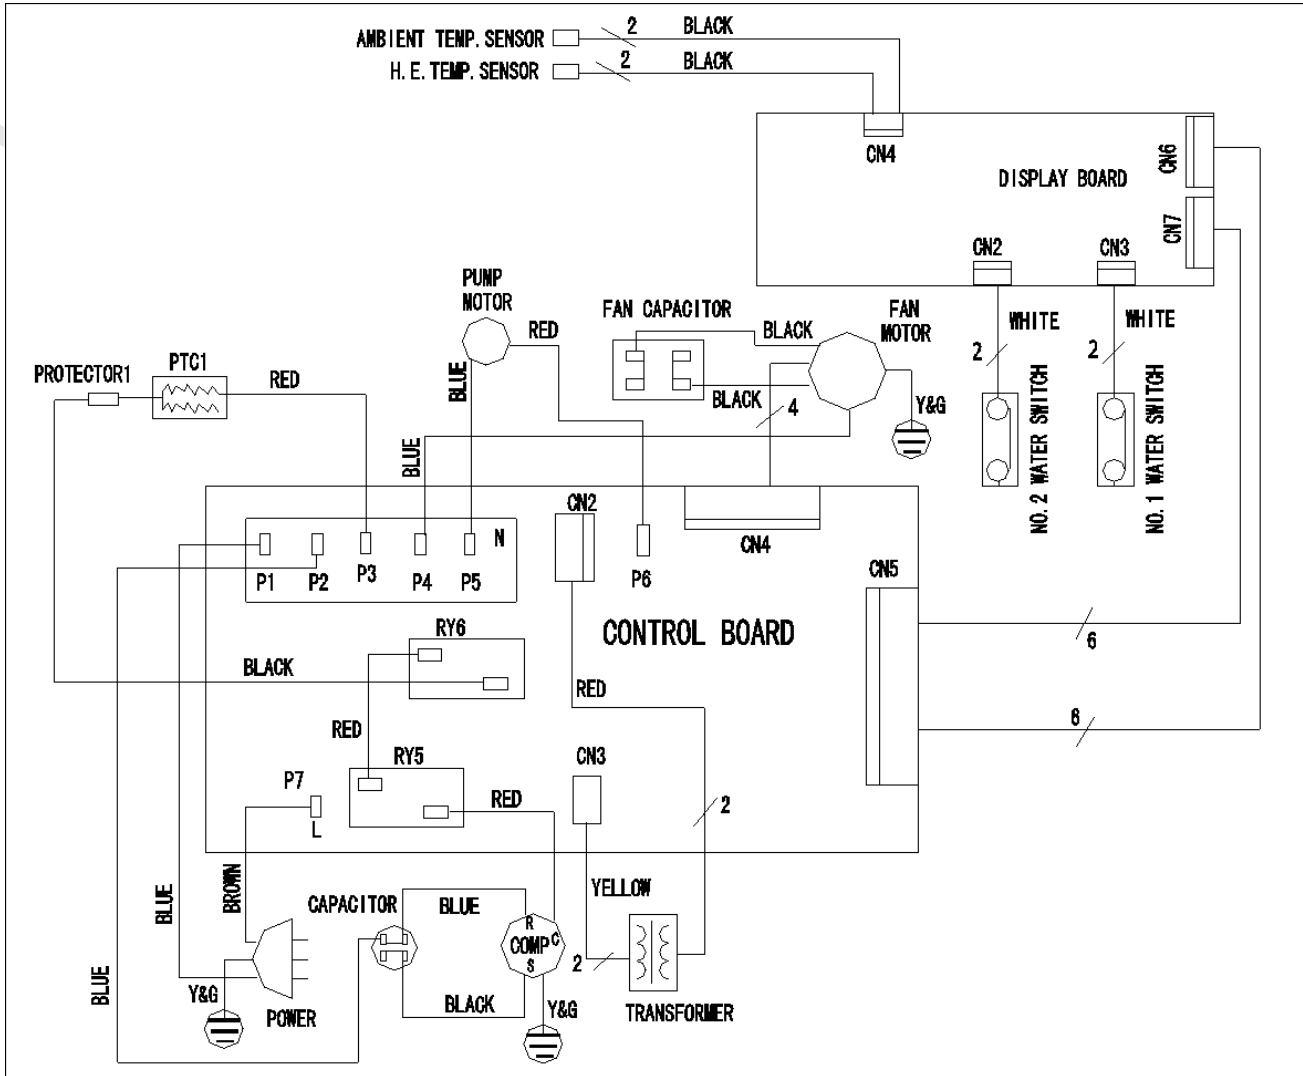 AMBIENT TEMP. SENSOR
2
BLACK
H. E. TEMP. SENSOR
2
BLACK
CN4
CN6
DISPLAY BOARD
CN7
CN2
CN3
PUMP
MOTOR
RED
BLUE
FAN CAPACITOR
BLACK
BLACK
FAN
MOTOR
4
Y&G
WHITE
2
WHITE
2
NO. 2 WATER SWITCH
NO. 1 WATER SWITCH
PROTECTOR1
PTC1
RED
BLUE
CN2
CN4
N
P1
P2
P3
P4
P5
P6
CN5
CONTROL BOARD
6
6
RY6
BLACK
RED
RED
RY5
CN3
P7
L
RED
2
BROWN
BLUE
BLUE
CAPACITOR
BLUE
YELLOW
R
COMP
C
S
2
Y&G
POWER
BLACK
Y&G
TRANSFORMER